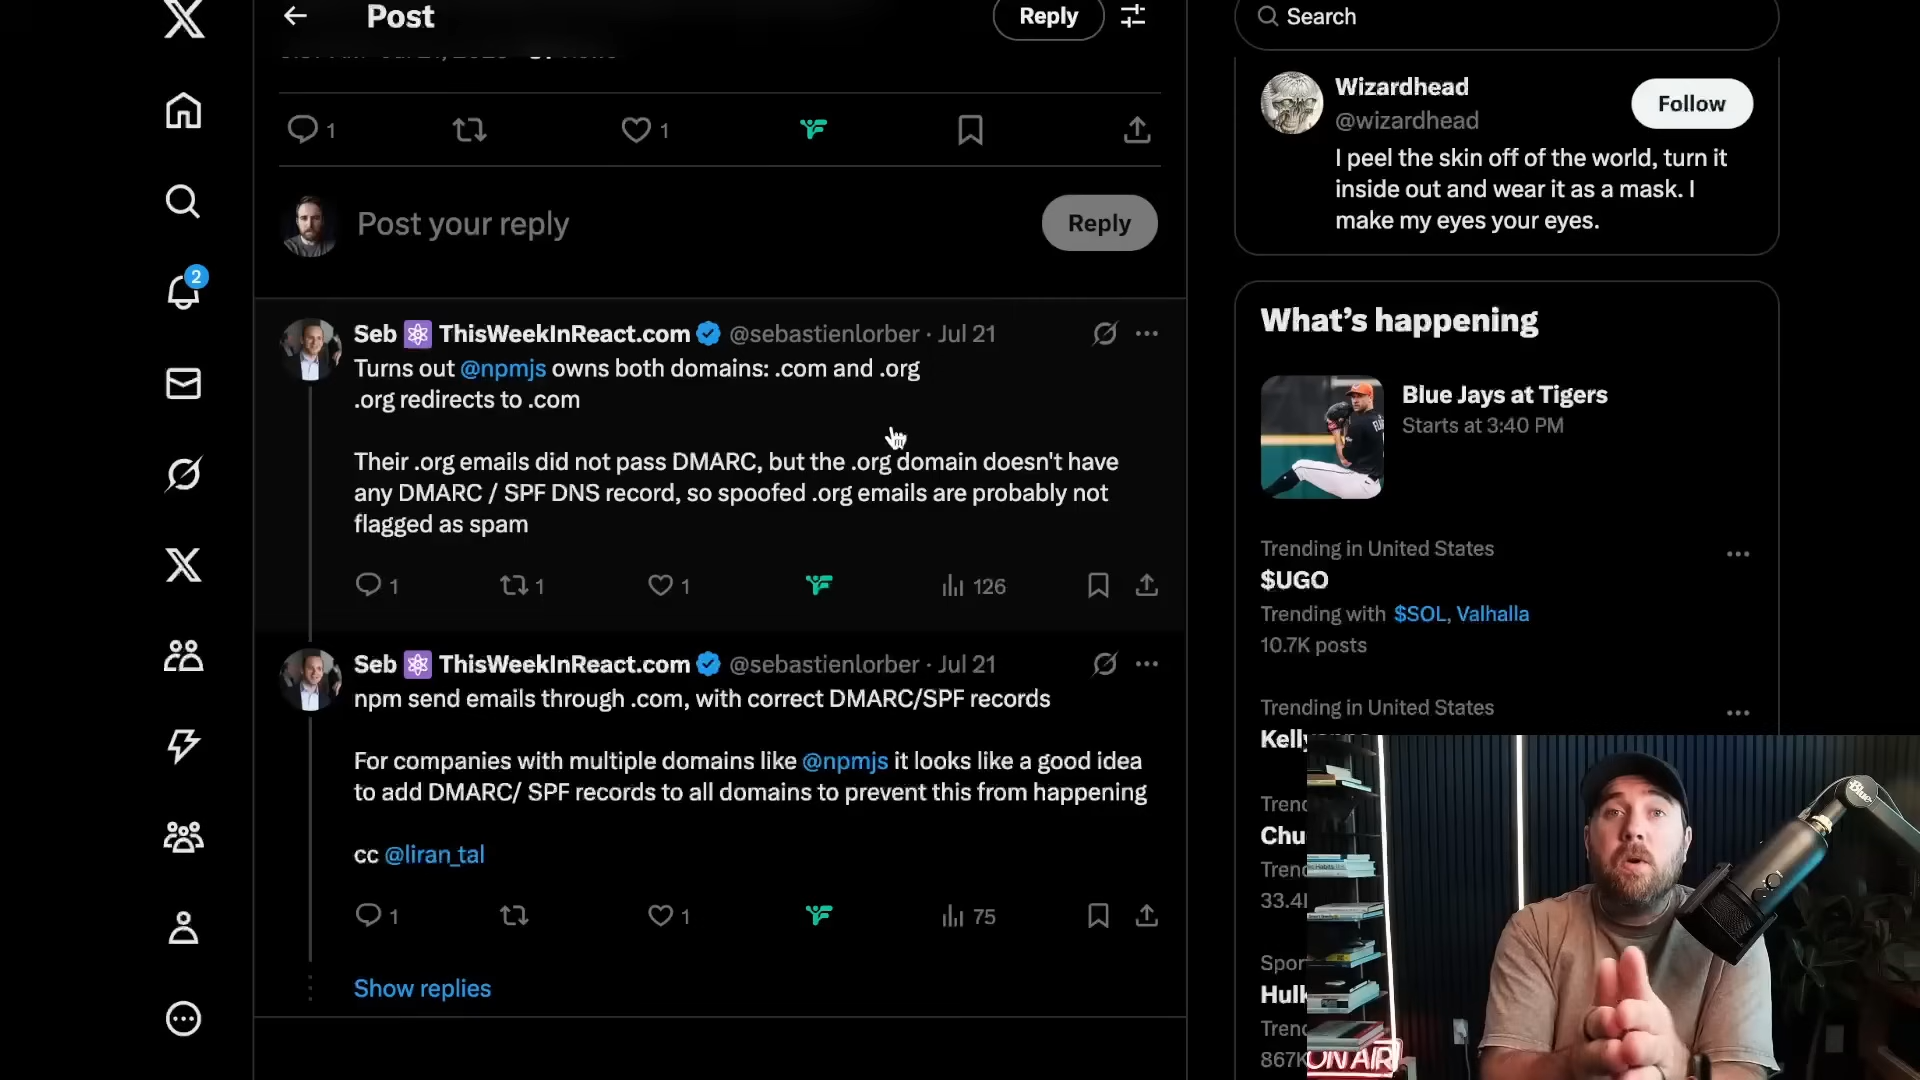 Post
Reply
1
1
Post your reply
Reply
2
Seb ThisWeekInReact.com @sebastienlorber · Jul 21
Turns out @npmjs owns both domains: .com and .org
.org redirects to .com
Their .org emails did not pass DMARC, but the .org domain doesn't have
any DMARC / SPF DNS record, so spoofed .org emails are probably not
flagged as spam
1
1
1
126
Seb ThisWeekInReact.com @sebastienlorber · Jul 21
npm send emails through .com, with correct DMARC/SPF records
For companies with multiple domains like @npmjs it looks like a good idea
to add DMARC/ SPF records to all domains to prevent this from happening
cc @liran_tal
1
1
75
Show replies
Search
Wizardhead
@wizardhead
Follow
I peel the skin off of the world, turn it
inside out and wear it as a mask. I
make my eyes your eyes.
What's happening
Blue Jays at Tigers
Starts at 3:40 PM
Trending in United States
$UGO
Trending with $SOL, Valhalla
10.7K posts
Trending in United States
Blue
ON AIR